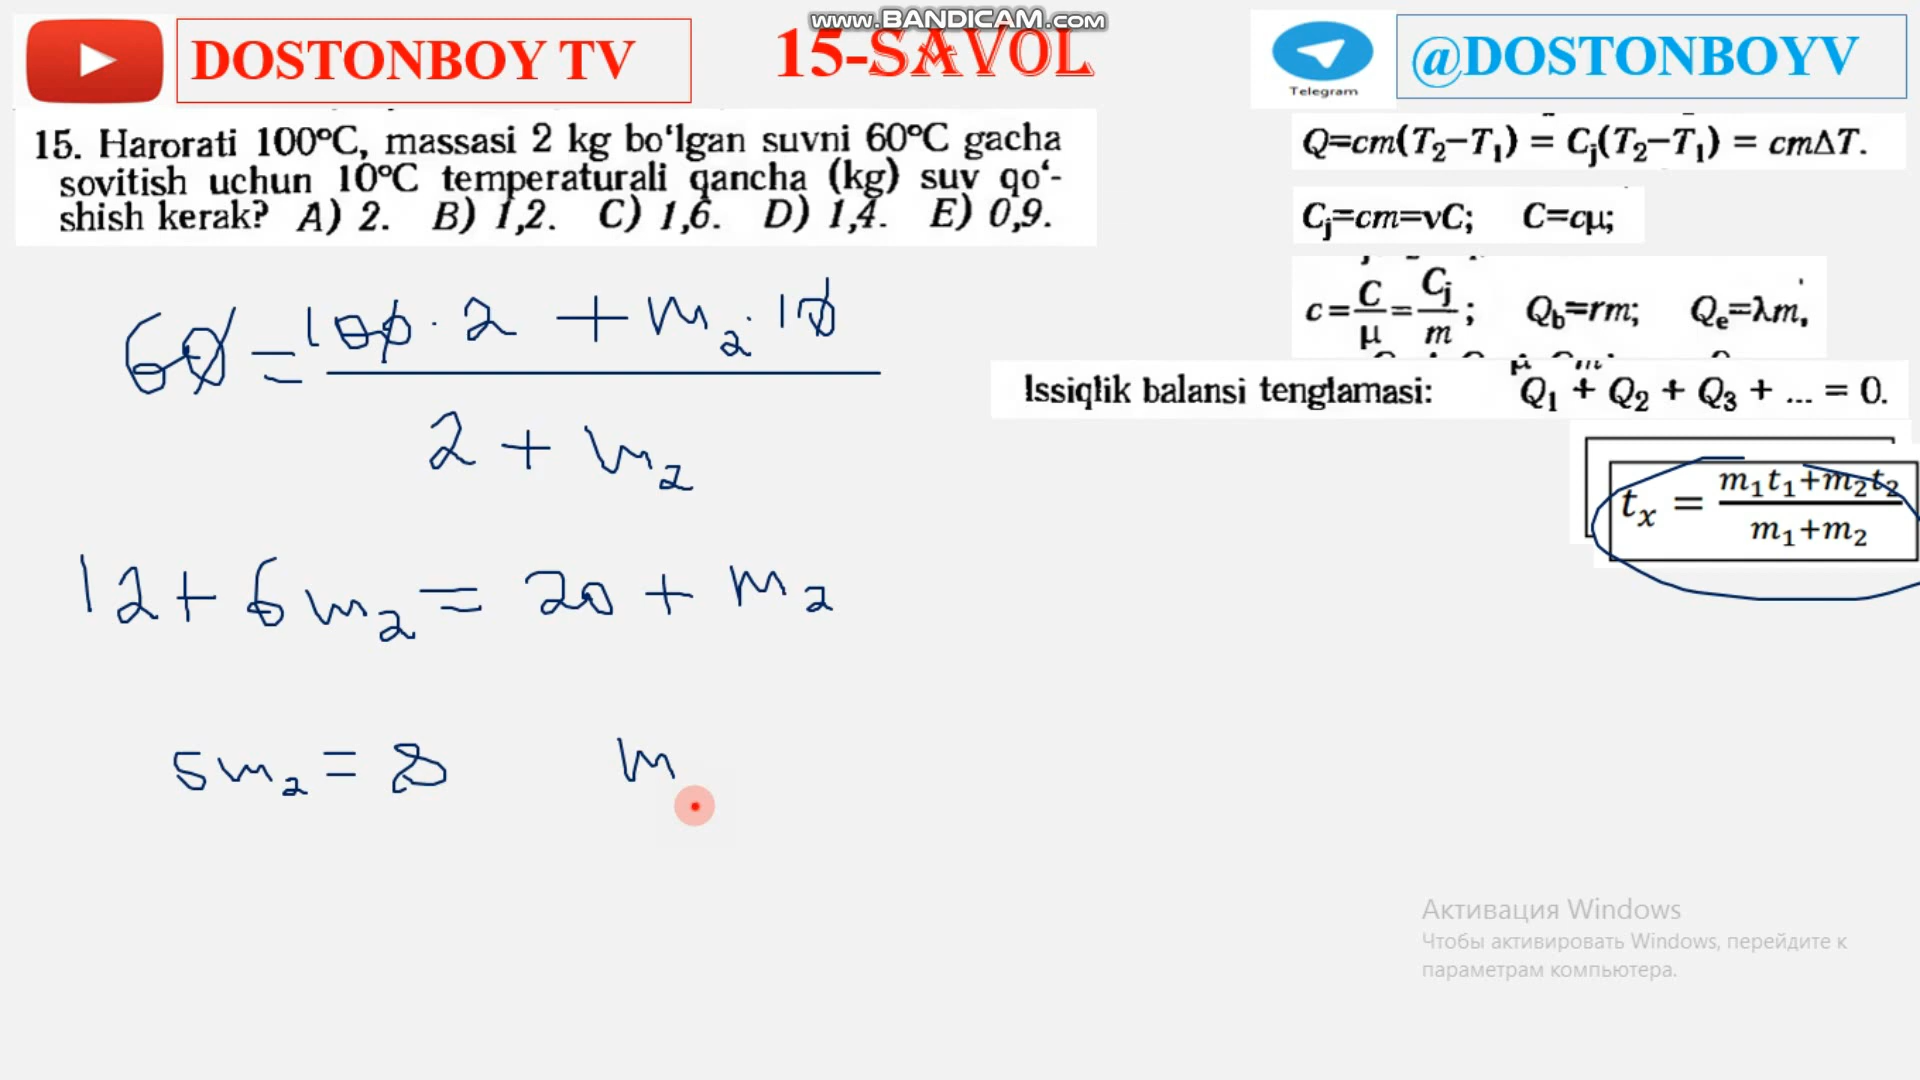 www.BANDICAM.com
DOSTONBOY TV
15-SAVOL
Telegram
@DOSTONBOYV
15. Harorati 100°C, massasi 2 kg bo‘lgan suvni 60°C gacha
sovitish uchun 10°C temperaturali qancha (kg) suv qo‘-
shish kerak? A) 2. B) 1,2. C) 1,6. D) 1,4. E) 0,9.
Q=cm(T₂–T₁) = Cⱼ(T₂–T₁) = cmΔT.
Cⱼ=cm=νC; C=cμ;
c=C/μ=Cⱼ/m; Q_b=rm; Qₑ=λm,
Issiqlik balansi tenglamasi: Q₁ + Q₂ + Q₃ + ... = 0.
tₓ = (m₁t₁+m₂t₂)/(m₁+m₂)
60 = (100 · 2 + m₂ · 10)/(2 + m₂)
12 + 6m₂ = 20 + m₂
5m₂ = 8 m
Активация Windows
Чтобы активировать Windows, перейдите к
параметрам компьютера.